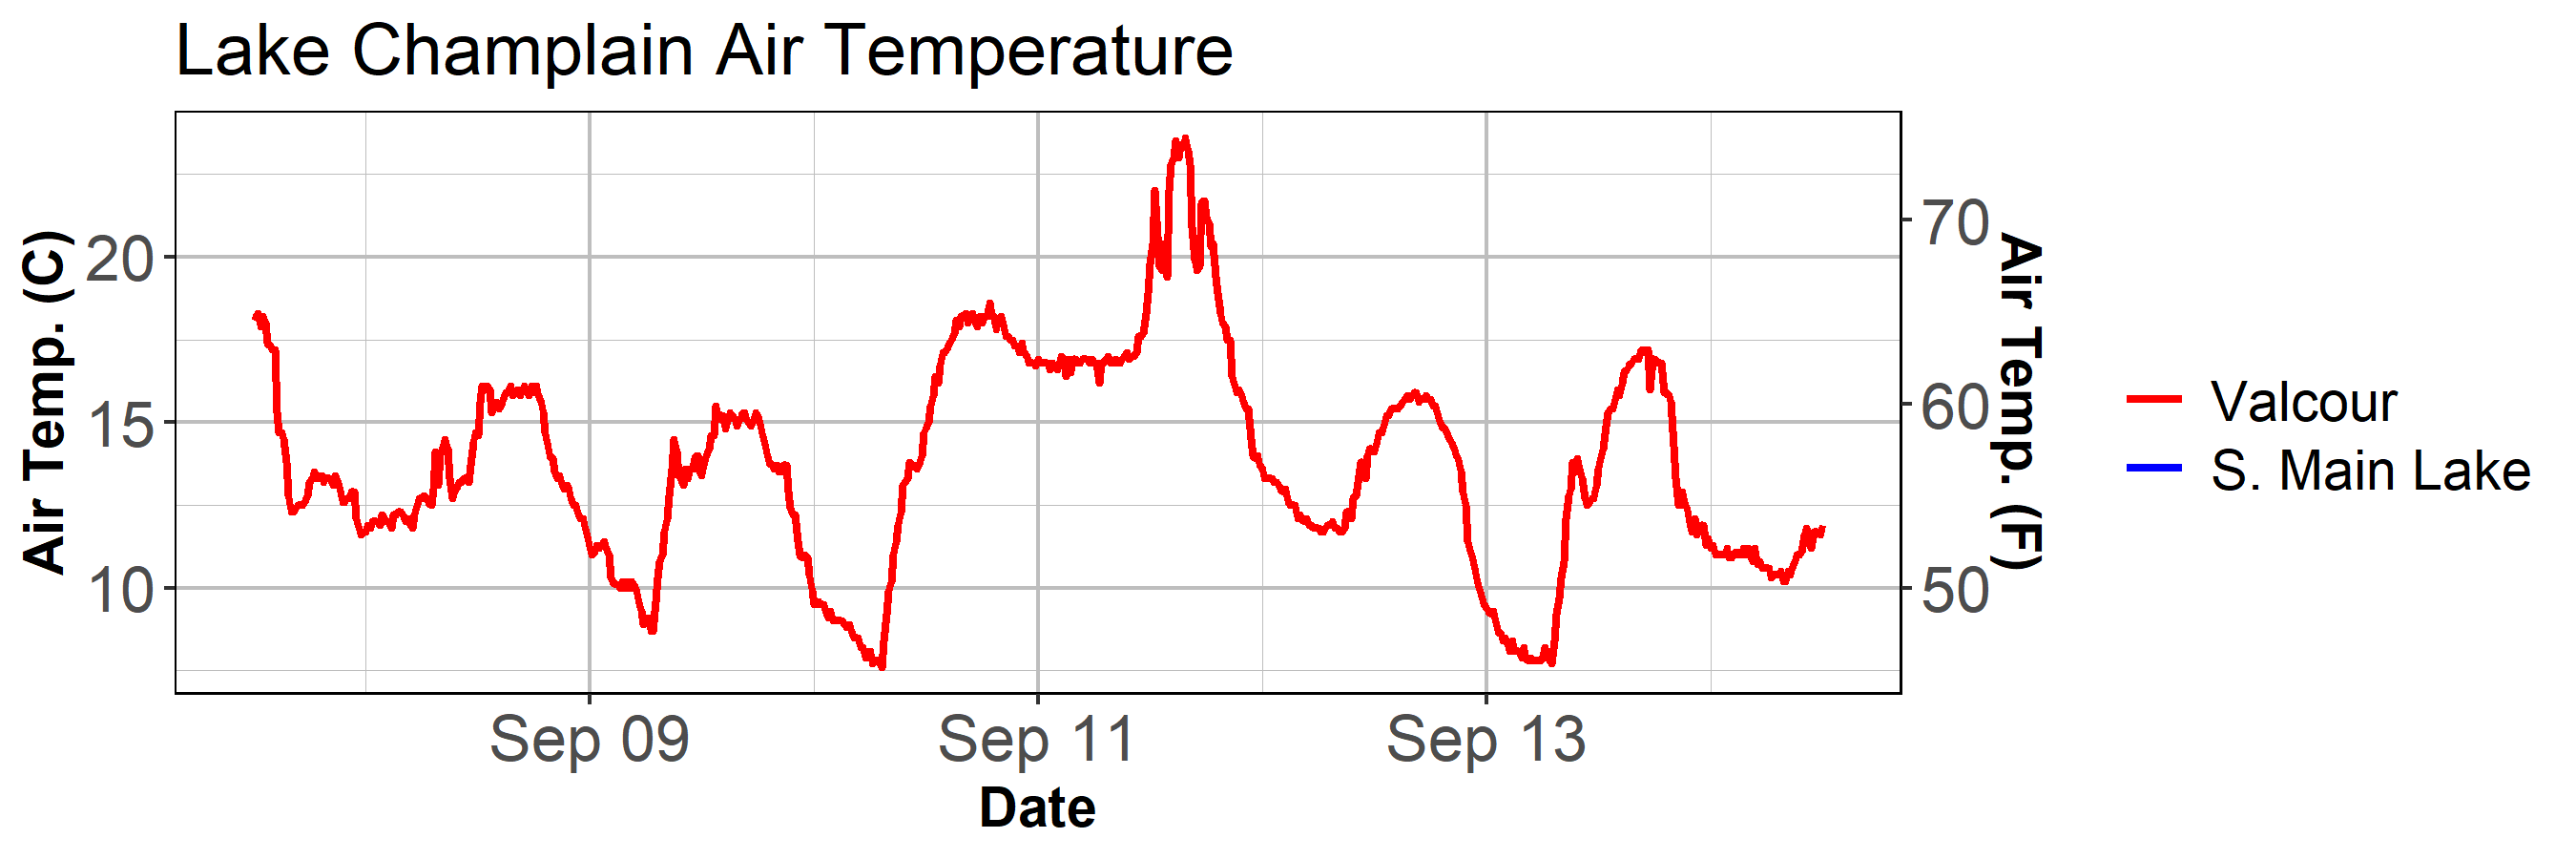 Lake Champlain Air Temperature
Air Temp. (C)
20
15
10
70
60
50
Air Temp. (F)
Sep 09
Sep 11
Sep 13
Date
Valcour
S. Main Lake